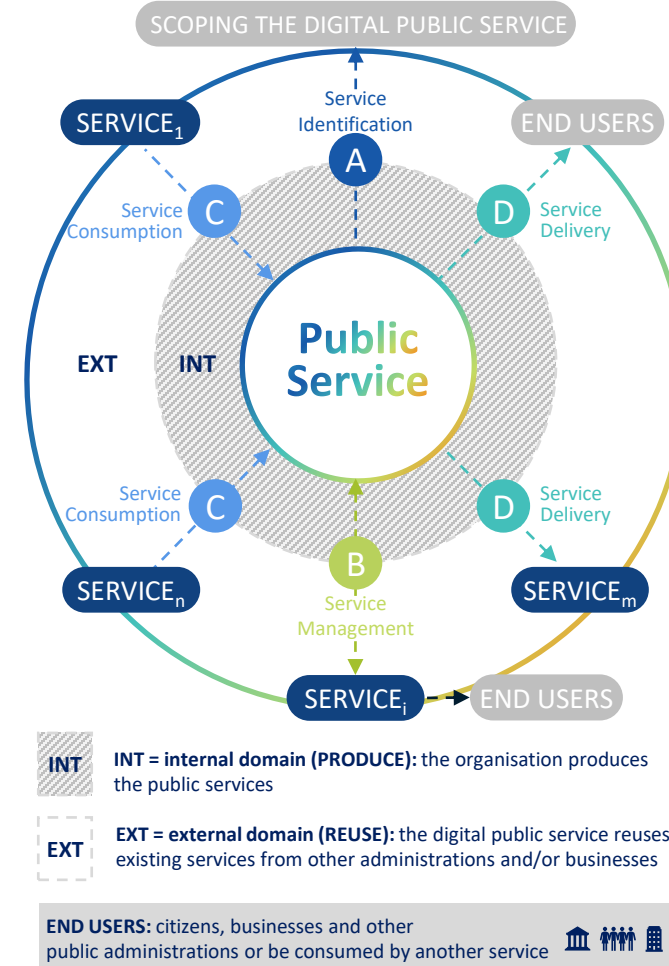 SCOPING THE DIGITAL PUBLIC SERVICE
SERVICE₁
Service
Identification
END USERS
A
Service
Consumption
C
D
Service
Delivery
EXT
INT
Public
Service
Service
Consumption
C
D
Service
Delivery
B
SERVICEₙ
Service
Management
SERVICEₘ
SERVICEᵢ
END USERS
INT
INT = internal domain (PRODUCE): the organisation produces
the public services
EXT
EXT = external domain (REUSE): the digital public service reuses
existing services from other administrations and/or businesses
END USERS: citizens, businesses and other
public administrations or be consumed by another service